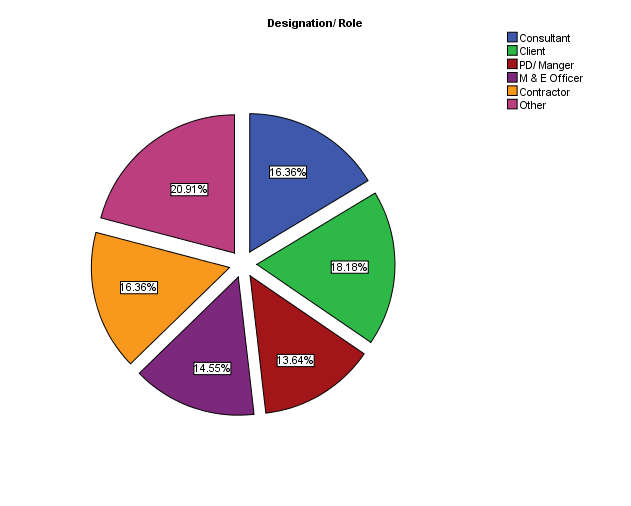 Designation/ Role
Consultant
Client
PD/ Manger
M & E Officer
Contractor
Other
16.36%
20.91%
18.18%
16.36%
13.64%
14.55%